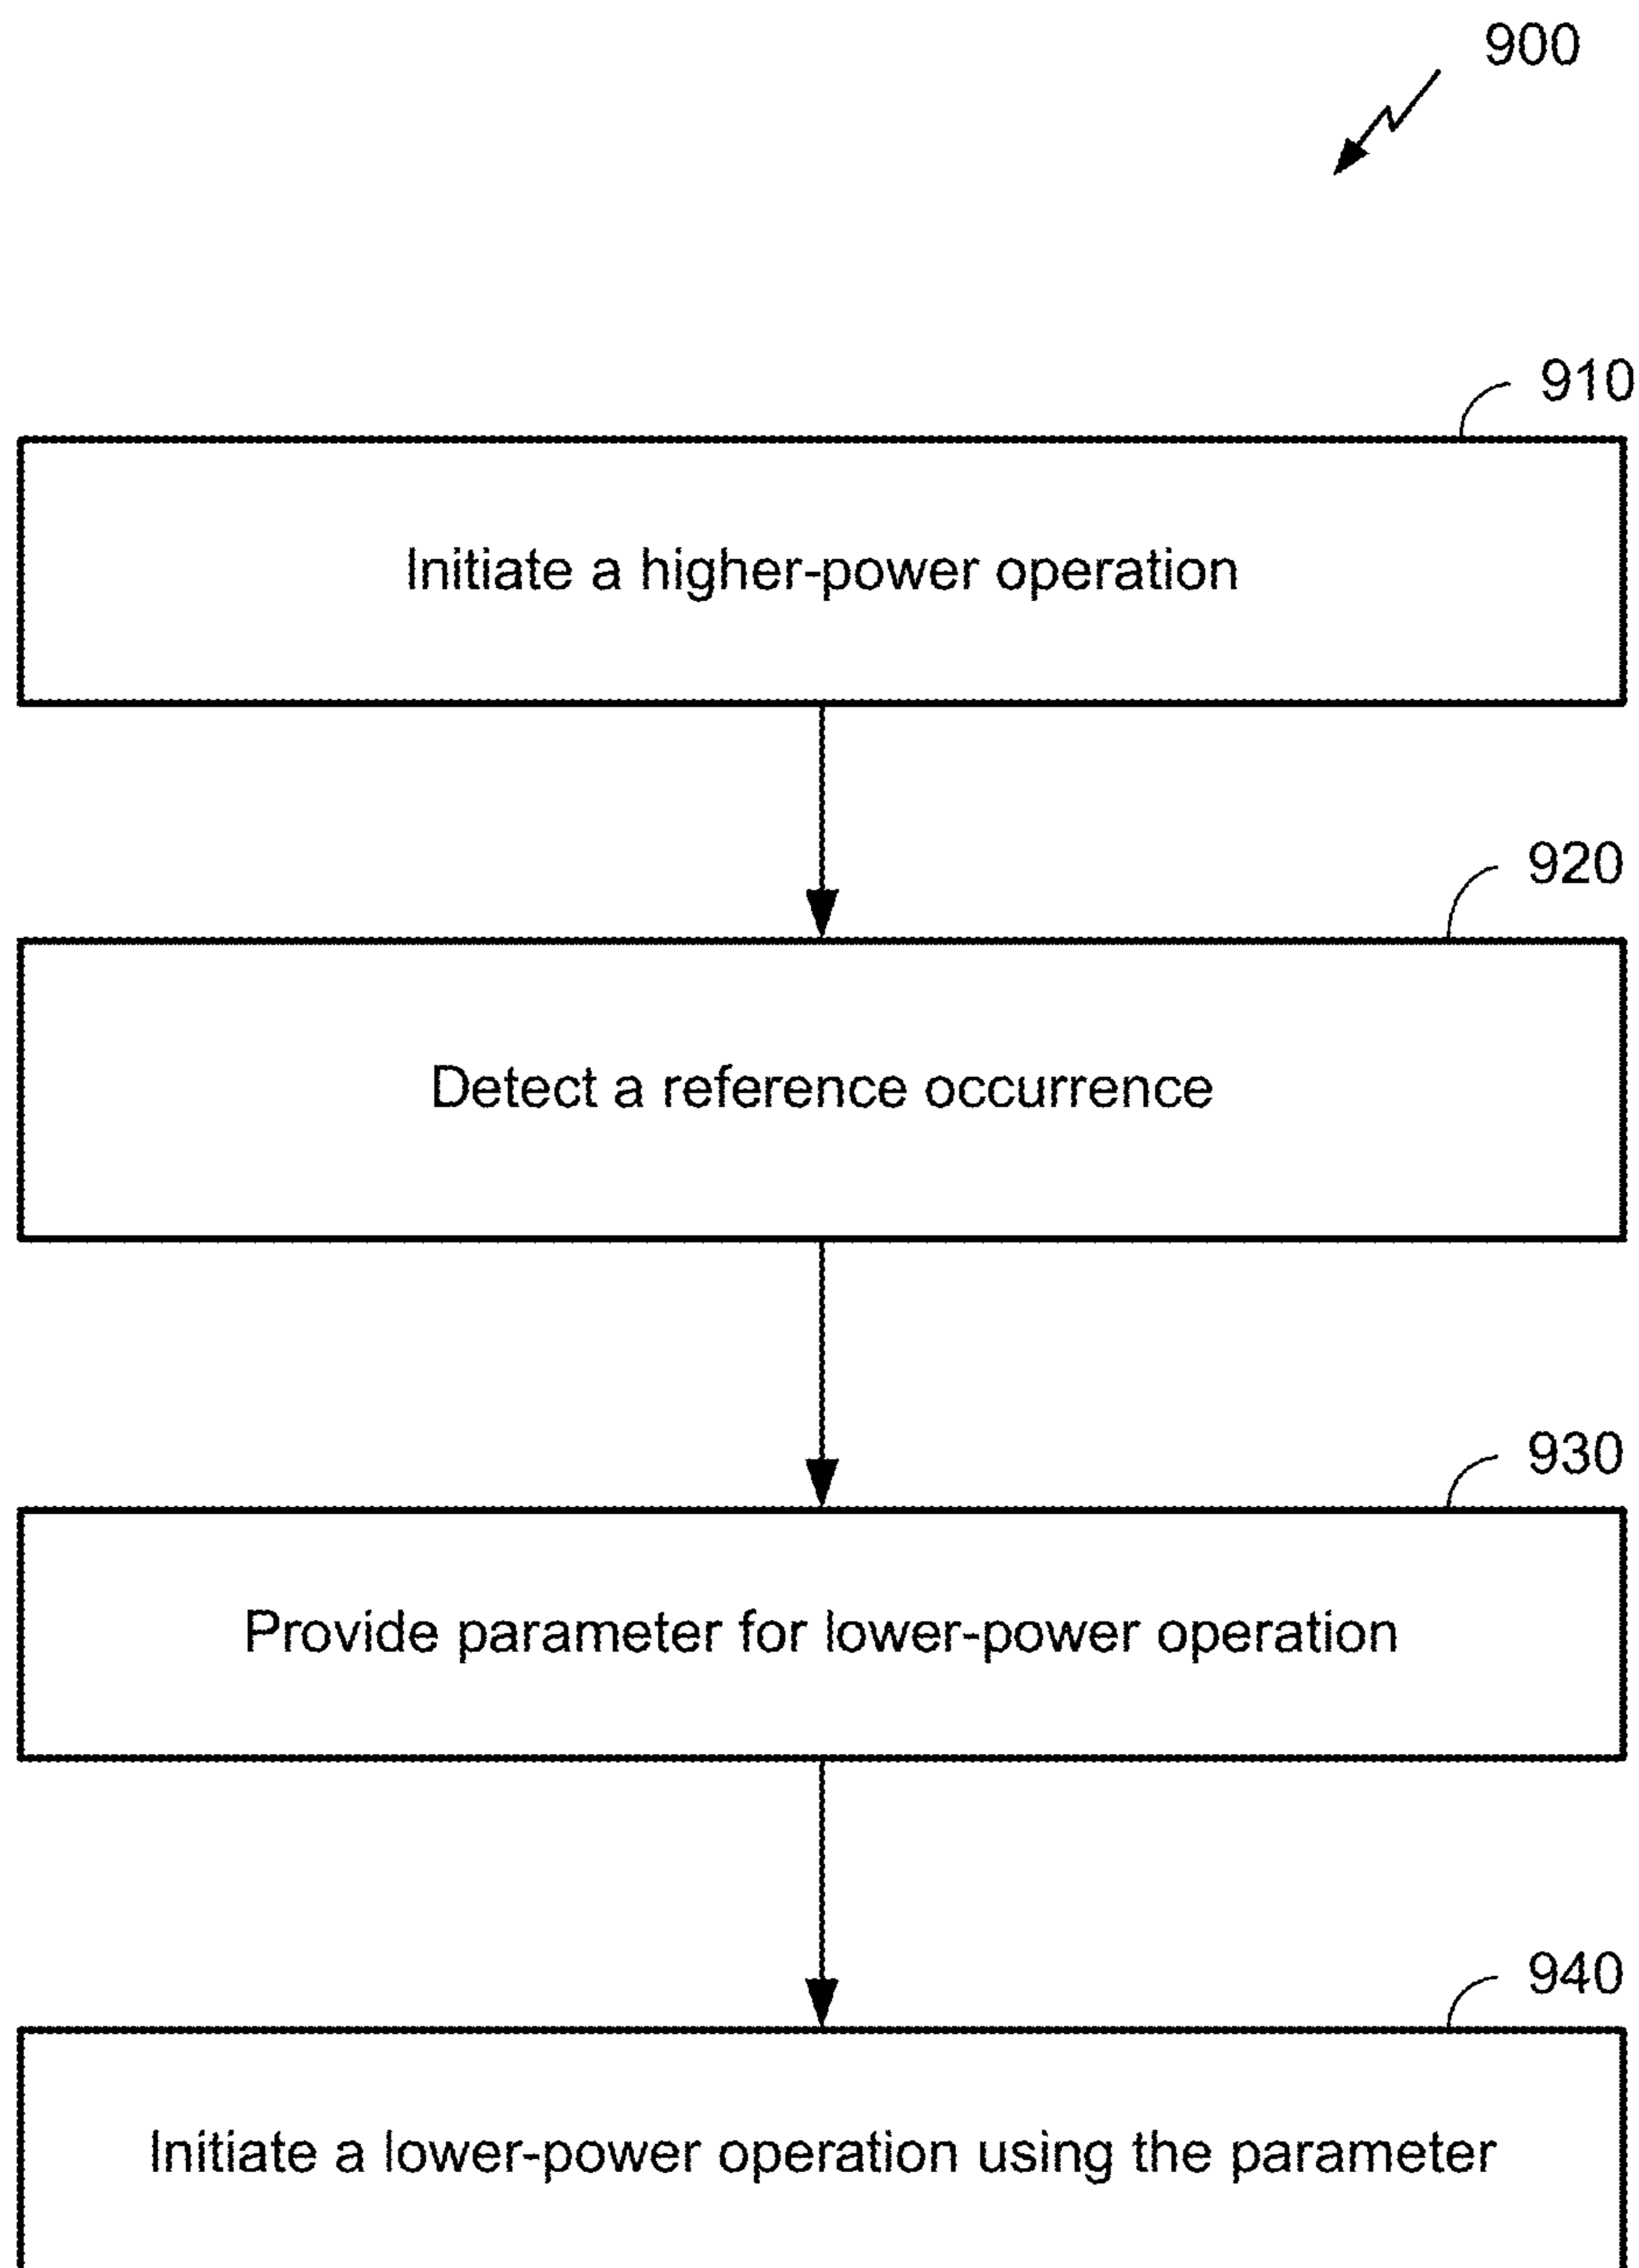 900
910
Initiate a higher-power operation
920
Detect a reference occurrence
930
Provide parameter for lower-power operation
940
Initiate a lower-power operation using the parameter